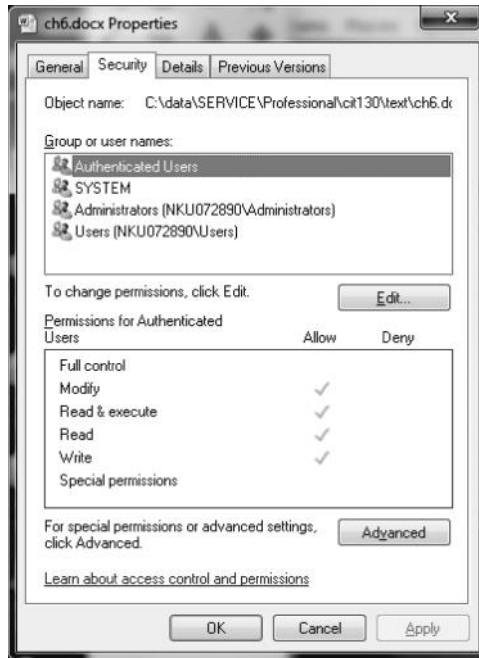 ch6.docx Properties
General Security Details Previous Versions
Object name: C:\data\SERVICE\Professional\cit130\text\ch6.dc
Group or user names:
Authenticated Users
SYSTEM
Administrators (NKU072890\Administrators)
Users (NKU072890\Users)
To change permissions, click Edit.
Edit...
Permissions for Authenticated
Users Allow Deny
Full control
Modify
Read & execute
Read
Write
Special permissions
For special permissions or advanced settings,
click Advanced.
Advanced
Learn about access control and permissions
OK Cancel Apply